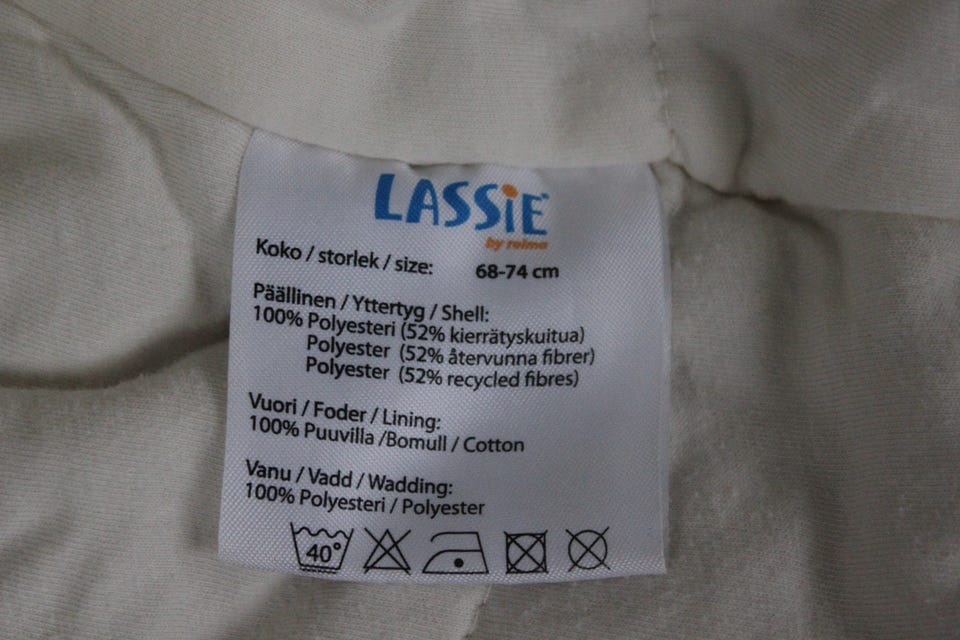 LASSiE
by reima
Koko / storlek / size: 68-74 cm
Päällinen / Yttertyg / Shell:
100% Polyesteri (52% kierrätyskuitua)
Polyester (52% återvunna fibrer)
Polyester (52% recycled fibres)
Vuori / Foder / Lining:
100% Puuvilla /Bomull / Cotton
Vanu / Vadd / Wadding:
100% Polyesteri / Polyester
40°